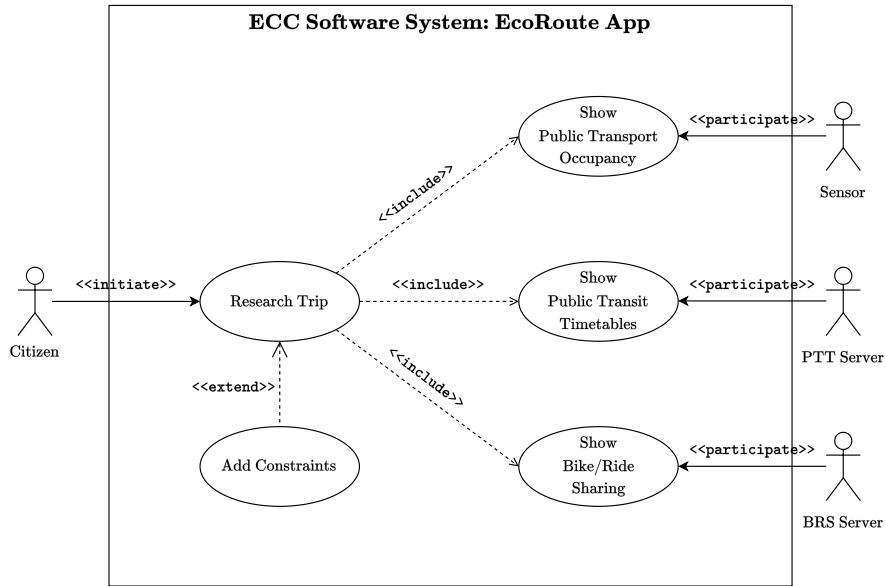 ECC Software System: EcoRoute App
Show
Public Transport
Occupancy
<<participate>>
Sensor
<<include>>
<<initiate>>
Citizen
Research Trip
<<include>>
Show
Public Transit
Timetables
<<participate>>
PTT Server
<<include>>
<<extend>>
Add Constraints
Show
Bike/Ride
Sharing
<<participate>>
BRS Server